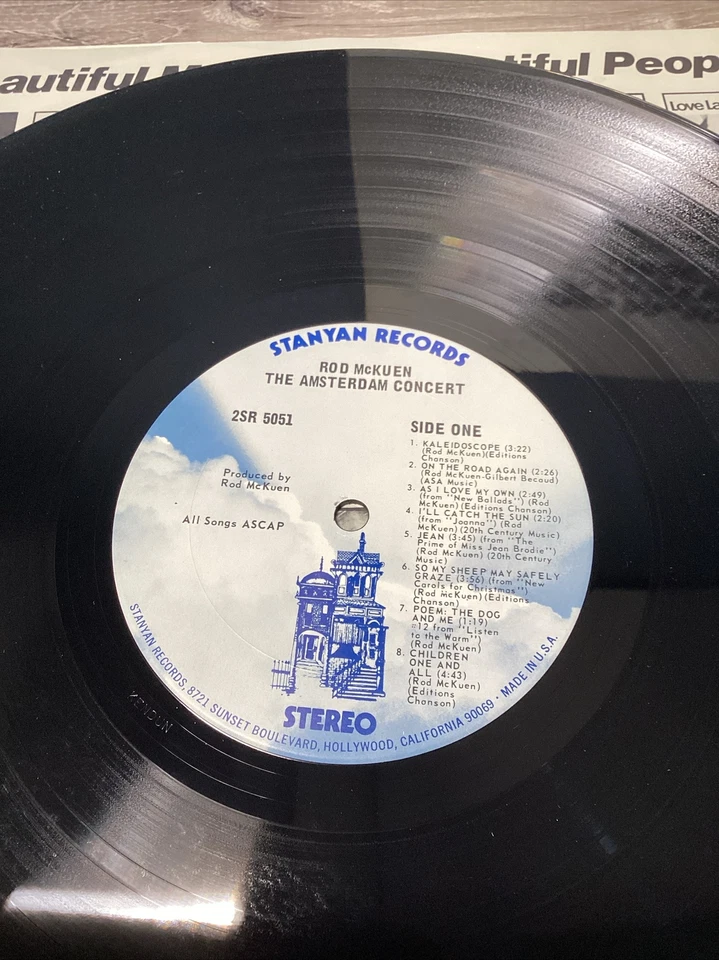 autiful
tiful Peop
Love La
STANYAN RECORDS
ROD McKUEN
THE AMSTERDAM CONCERT
2SR 5051
SIDE ONE
Produced by
Rod McKuen
All Songs ASCAP
1. KALEIDOSCOPE (3:22)
(Rod McKuen)(Editions
Chanson)
2. ON THE ROAD AGAIN (2:26)
(Rod McKuen-Gilbert Becaud)
(ASA Music)
3. AS I LOVE MY OWN (2:49)
(from "New Ballads") (Rod
McKuen) (Editions Chanson)
4. I'LL CATCH THE SUN (2:20)
(from "Joanna") (Rod
McKuen) (20th Century Music)
5. JEAN (3:45) (from "The
Prime of Miss Jean Brodie")
(Rod McKuen) (20th Century
Music)
6. SO MY SHEEP MAY SAFELY
GRAZE (3:56) (from "New
Carols for Christmas")
(Rod McKuen)(Editions
Chanson)
7. POEM: THE DOG
AND ME (1:19)
#12 from "Listen
to the Warm")
(Rod McKuen)
8. CHILDREN
ONE AND
ALL (4:43)
(Rod McKuen)
(Editions
Chanson)
STEREO
STANYAN RECORDS, 8721 SUNSET BOULEVARD, HOLLYWOOD, CALIFORNIA 90069 • MADE IN U.S.A.
KENDUN